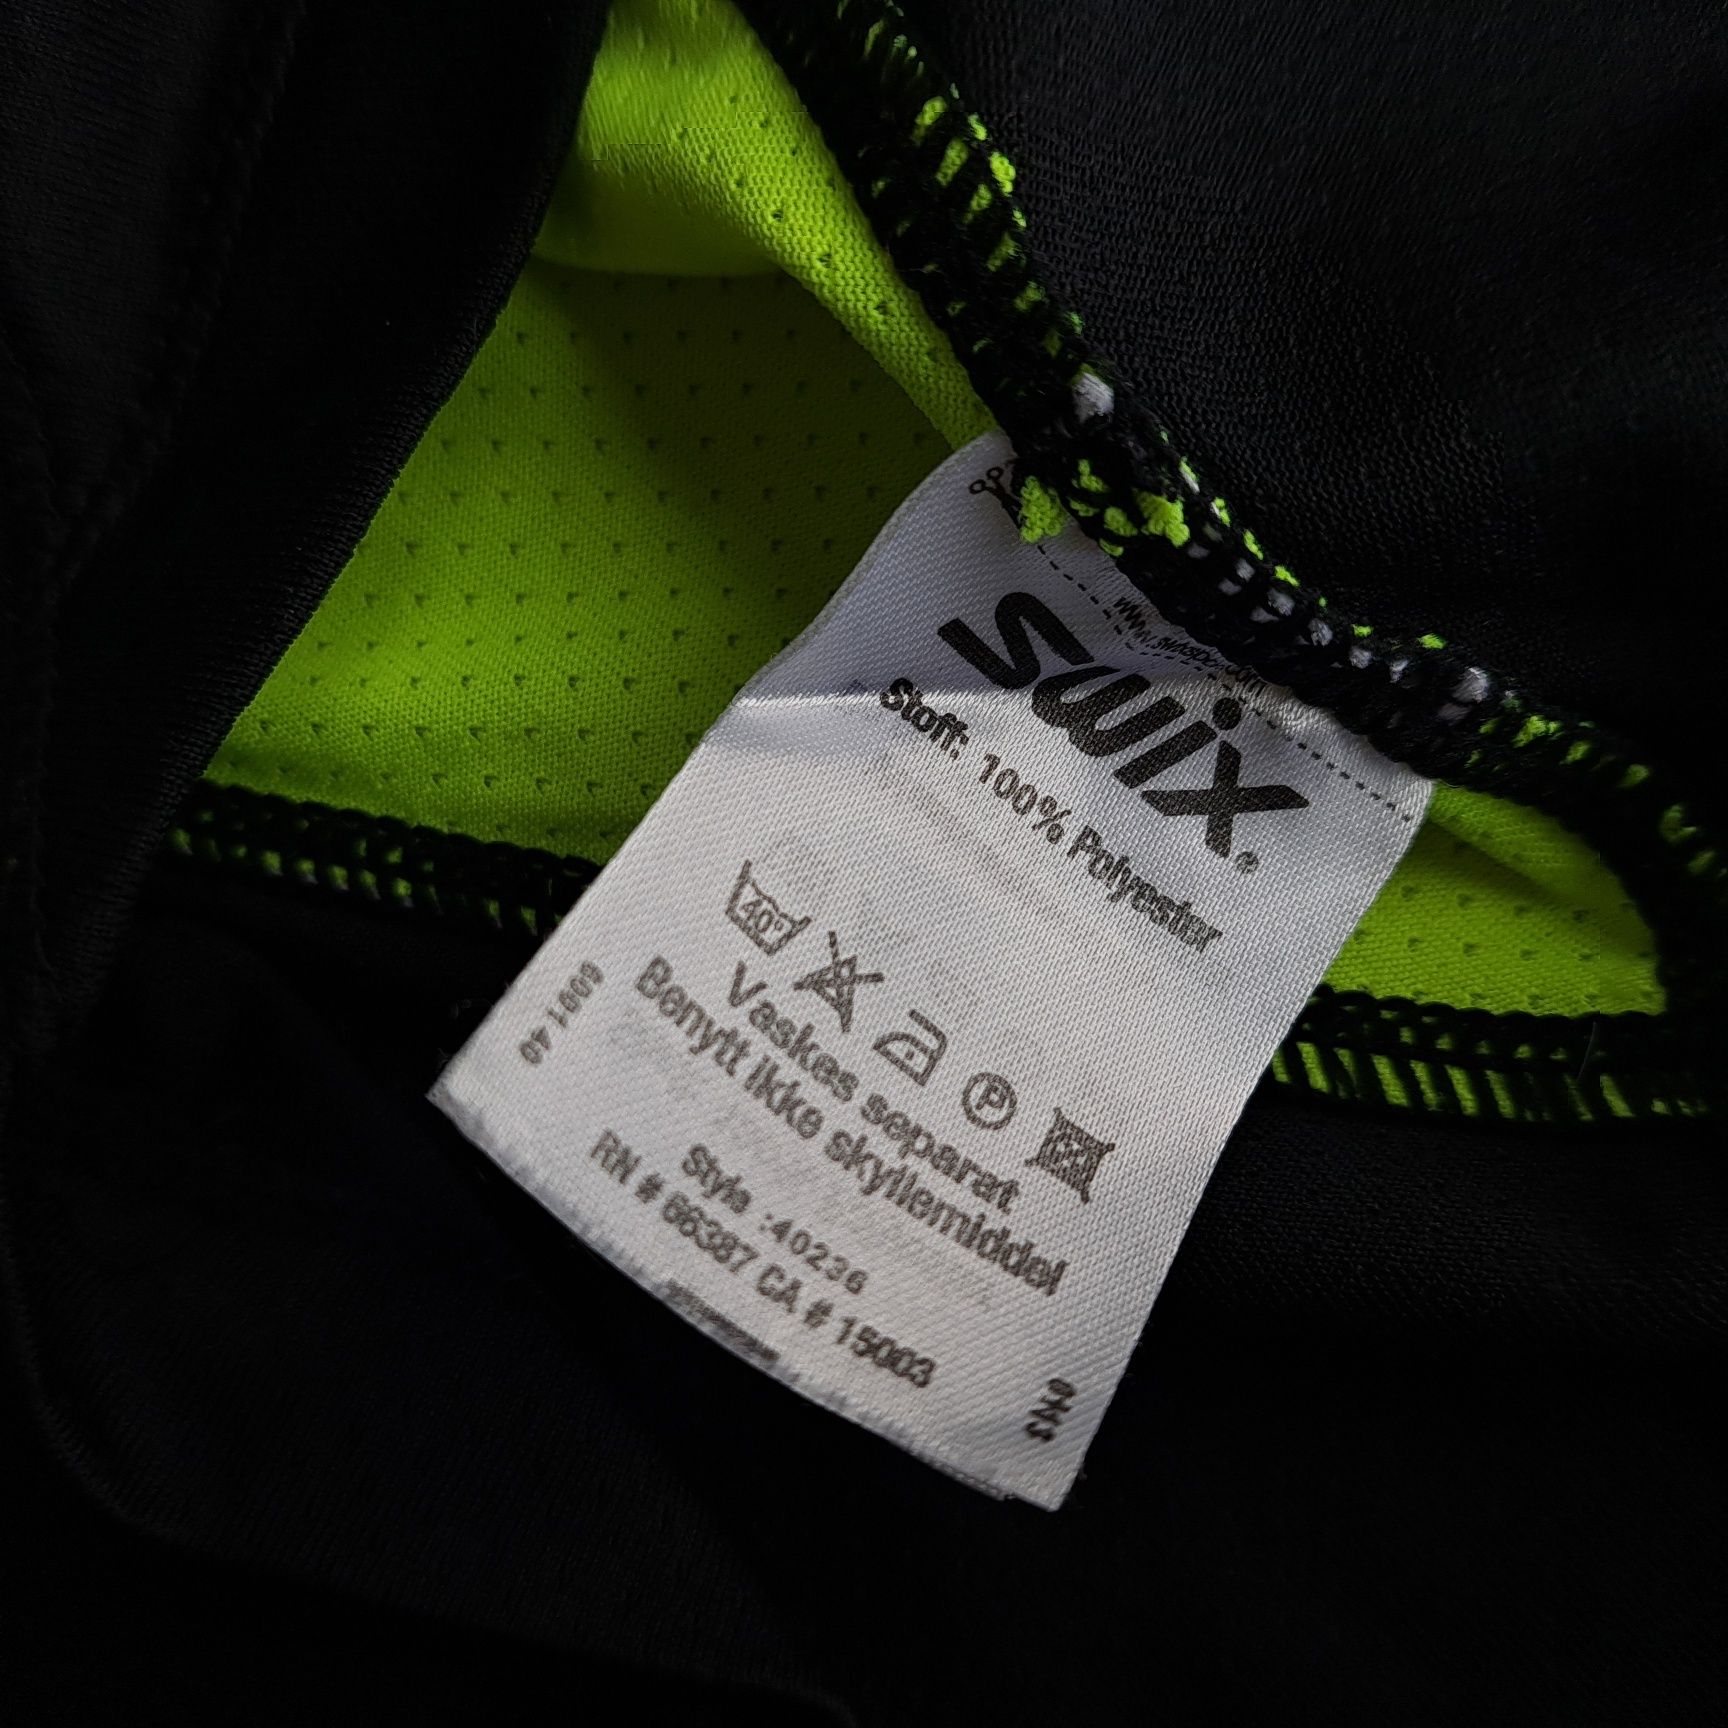 swix®
Stoff: 100% Polyester
40°
P
Vaskes separat
Benytt ikke skyllemiddel
Style :40236
RN # 66387 CA # 15003